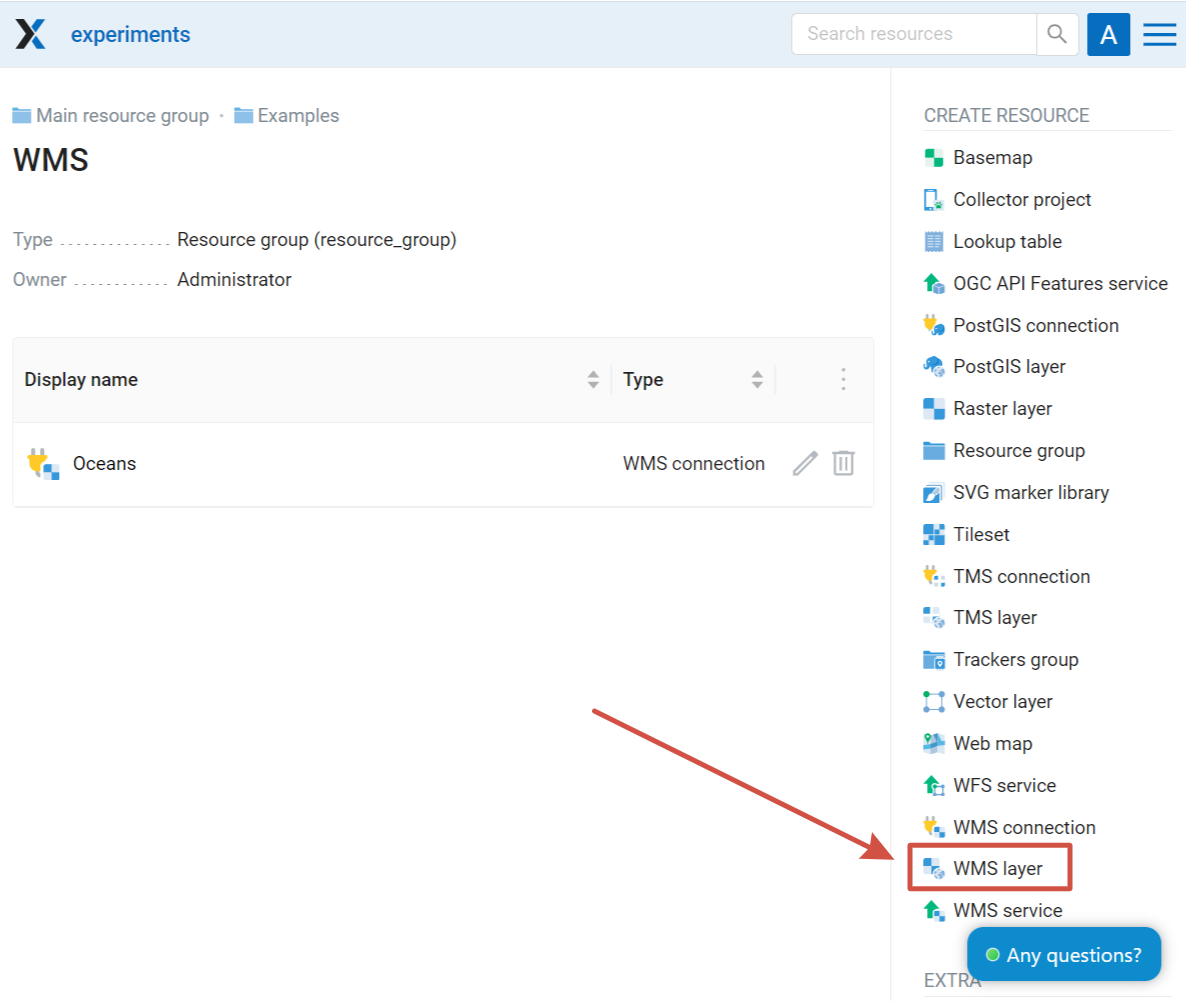 experiments
Search resources
A
Main resource group · Examples
WMS
Type Resource group (resource_group)
Owner Administrator
Display name Type
Oceans WMS connection
CREATE RESOURCE
Basemap
Collector project
Lookup table
OGC API Features service
PostGIS connection
PostGIS layer
Raster layer
Resource group
SVG marker library
Tileset
TMS connection
TMS layer
Trackers group
Vector layer
Web map
WFS service
WMS connection
WMS layer
WMS service
Any questions?
EXTRA